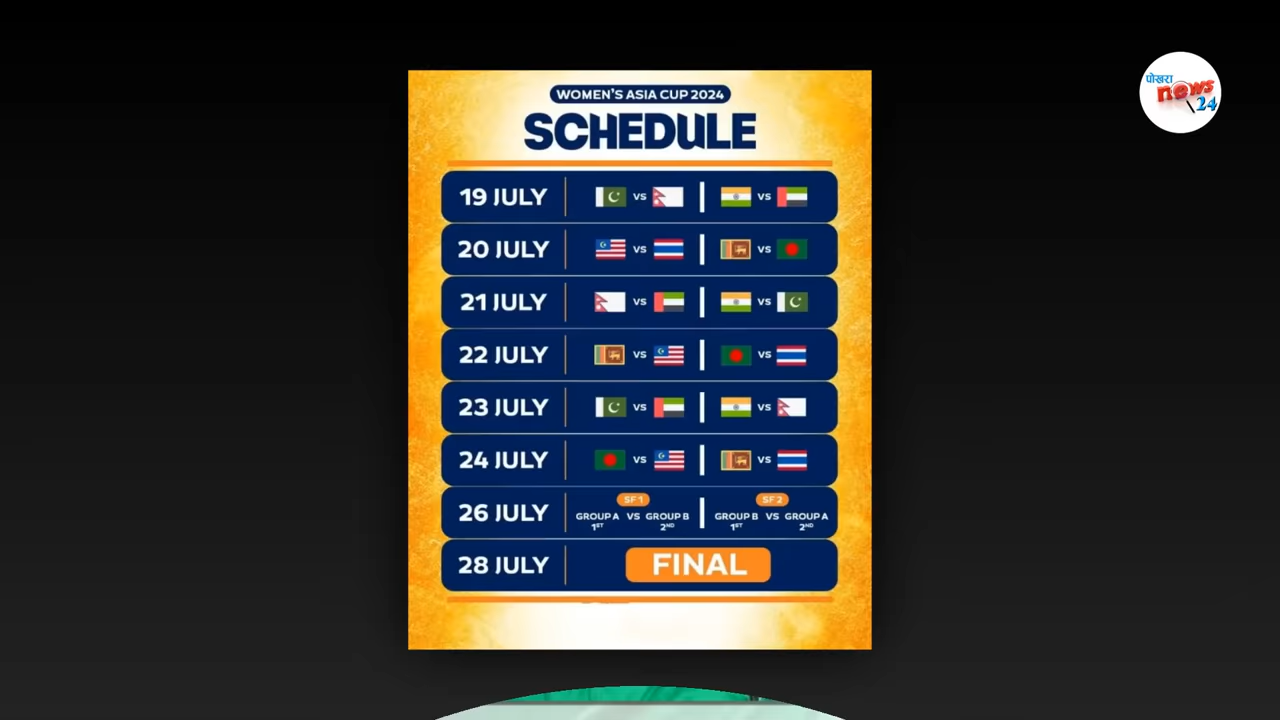 पोखरा
news
24
WOMEN'S ASIA CUP 2024
SCHEDULE
19 JULY VS VS
20 JULY VS VS
21 JULY VS VS
22 JULY VS VS
23 JULY VS VS
24 JULY VS VS
SF 1 SF 2
26 JULY GROUP A VS GROUP B GROUP B VS GROUP A
1ST 2ND 1ST 2ND
28 JULY FINAL